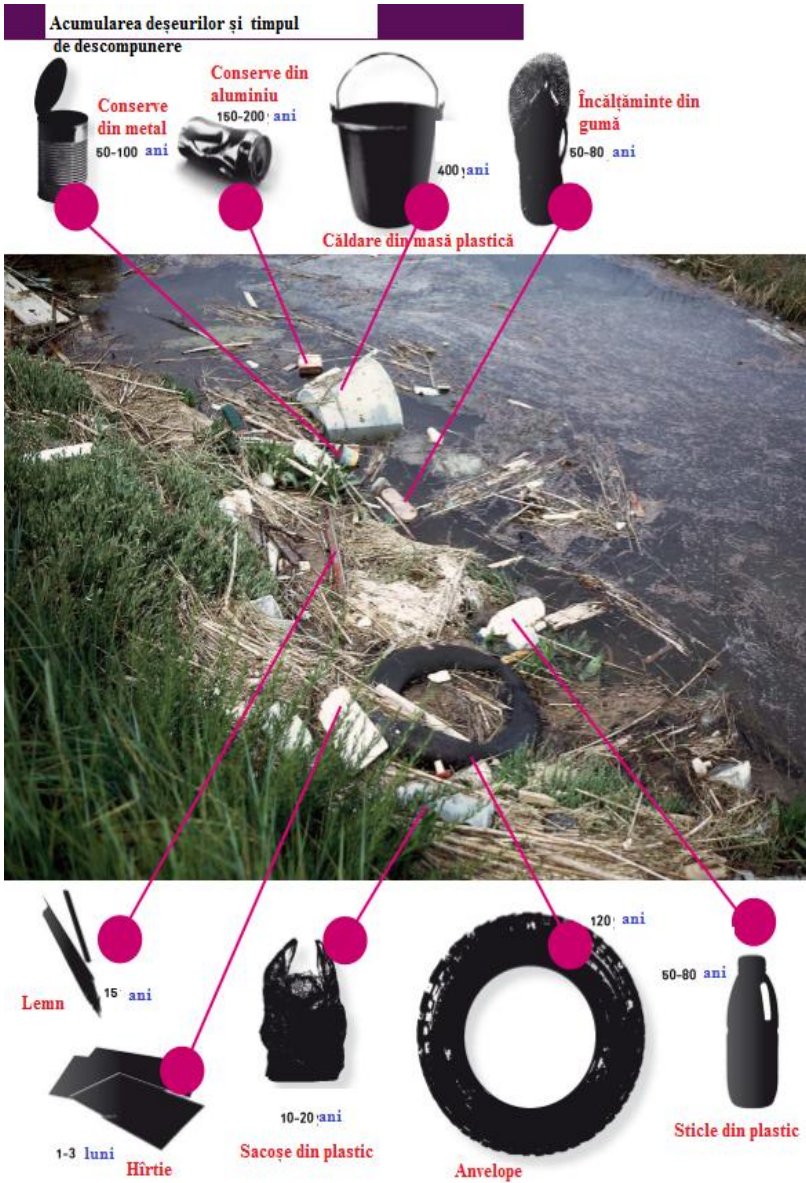 Acumularea deșeurilor și timpul
de descompunere
Conserve
din metal
50-100 ani
Conserve din
aluminiu
150-200 ani
400 ani
Căldare din masă plastică
Încălțăminte din
gumă
50-80 ani
15 ani
Lemn
1-3 luni
Hîrtie
10-20 ani
Sacoșe din plastic
120 ani
Anvelope
50-80 ani
Sticle din plastic